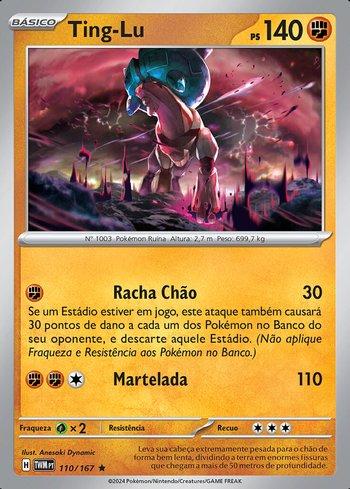 BÁSICO
Ting-Lu
PS 140
Nº 1003 Pokémon Ruína Altura: 2,7 m Peso: 699,7 kg
Racha Chão 30
Se um Estádio estiver em jogo, este ataque também causará
30 pontos de dano a cada um dos Pokémon no Banco do
seu oponente, e descarte aquele Estádio. (Não aplique
Fraqueza e Resistência aos Pokémon no Banco.)
Martelada 110
Fraqueza × 2 Resistência Recuo
Ilust. Anesaki Dynamic
H TWM PT 110/167 ★
Leva sua cabeça extremamente pesada para o chão de
forma bem lenta, dividindo a terra em enormes fissuras
que chegam a mais de 50 metros de profundidade.
©2024 Pokémon/Nintendo/Creatures/GAME FREAK